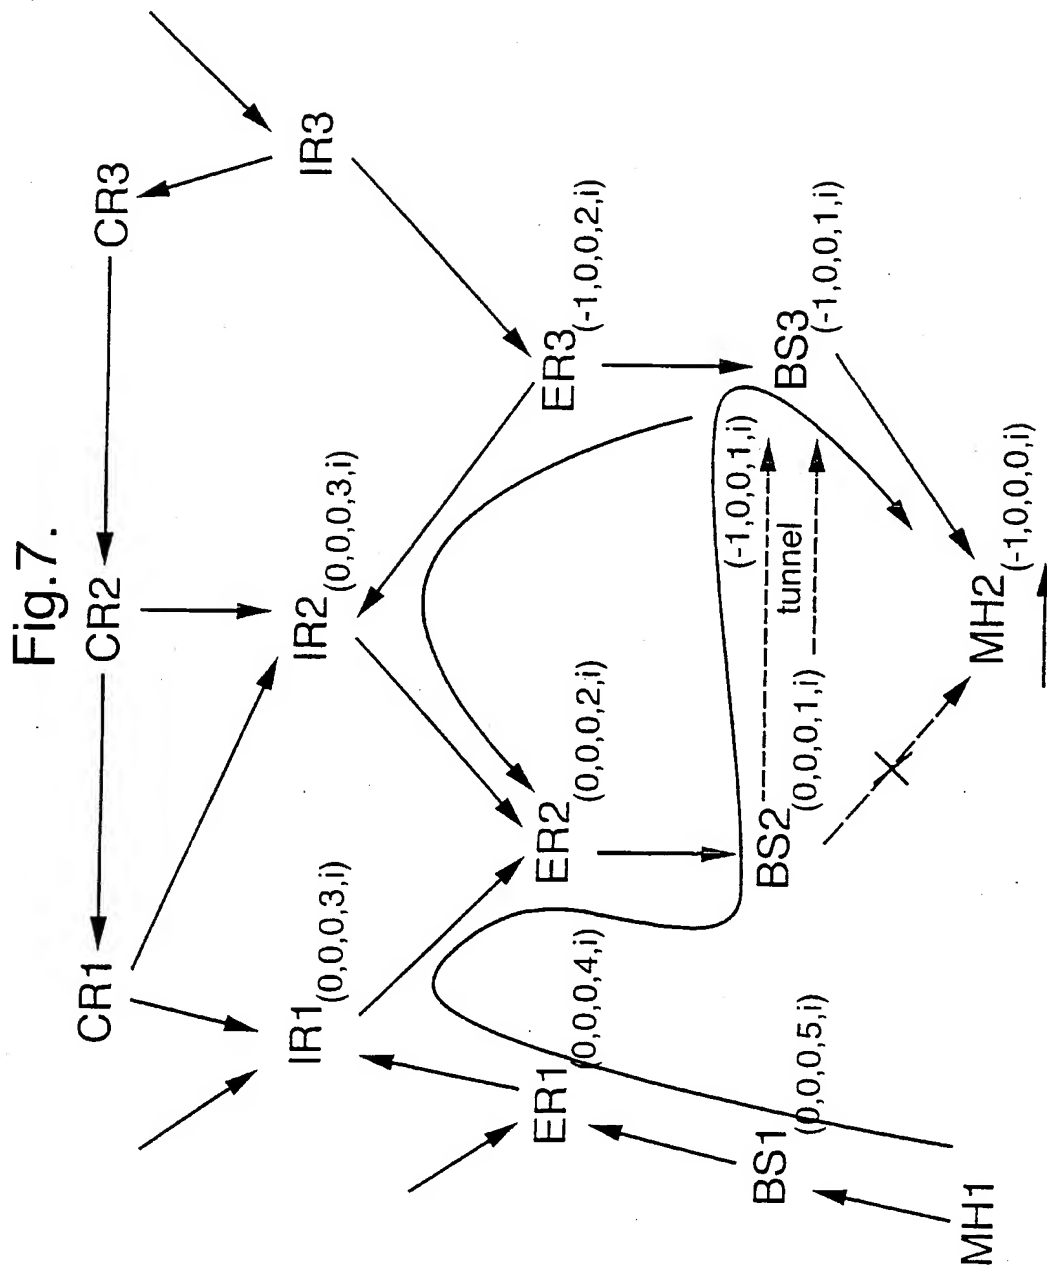 Fig.7.
CR1
CR2
CR3
IR1(0,0,0,3,i)
IR2(0,0,0,3,i)
IR3
ER1(0,0,0,4,i)
ER2(0,0,0,2,i)
ER3(-1,0,0,2,i)
(-1,0,0,1,i)
tunnel
BS1(0,0,0,5,i)
BS2(0,0,0,1,i)
BS3(-1,0,0,1,i)
MH1
MH2(-1,0,0,0,i)